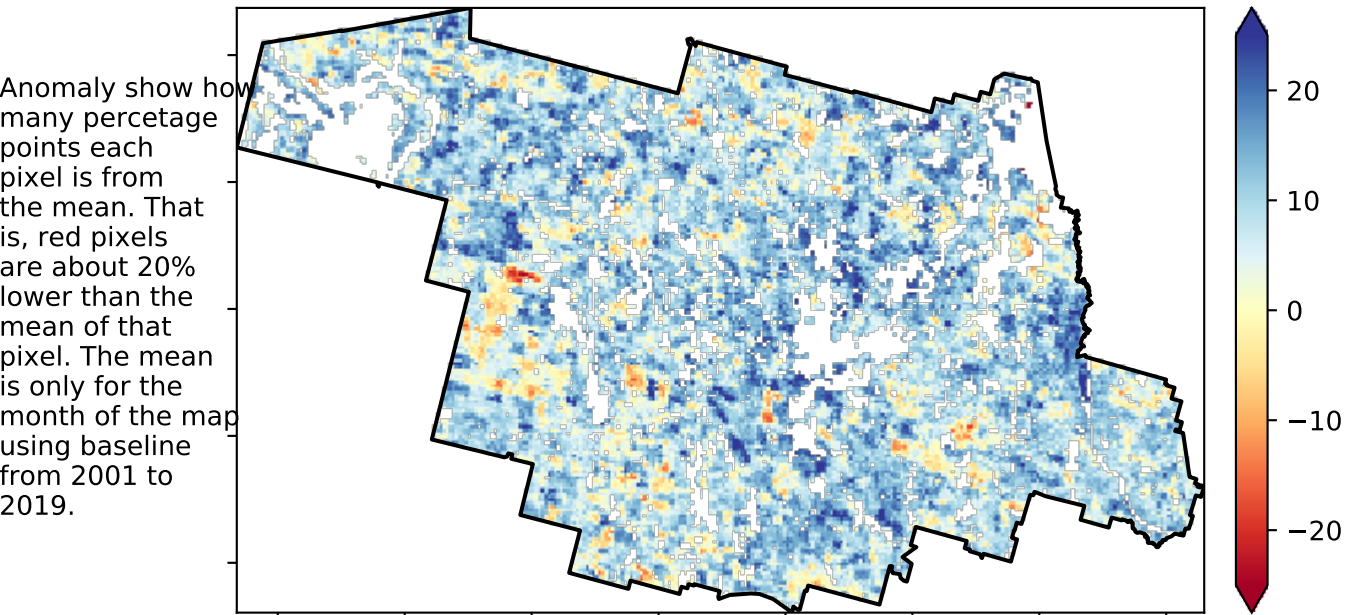 Anomaly show how
many percetage
points each
pixel is from
the mean. That
is, red pixels
are about 20%
lower than the
mean of that
pixel. The mean
is only for the
month of the map
using baseline
from 2001 to
2019.
20
10
0
−10
−20